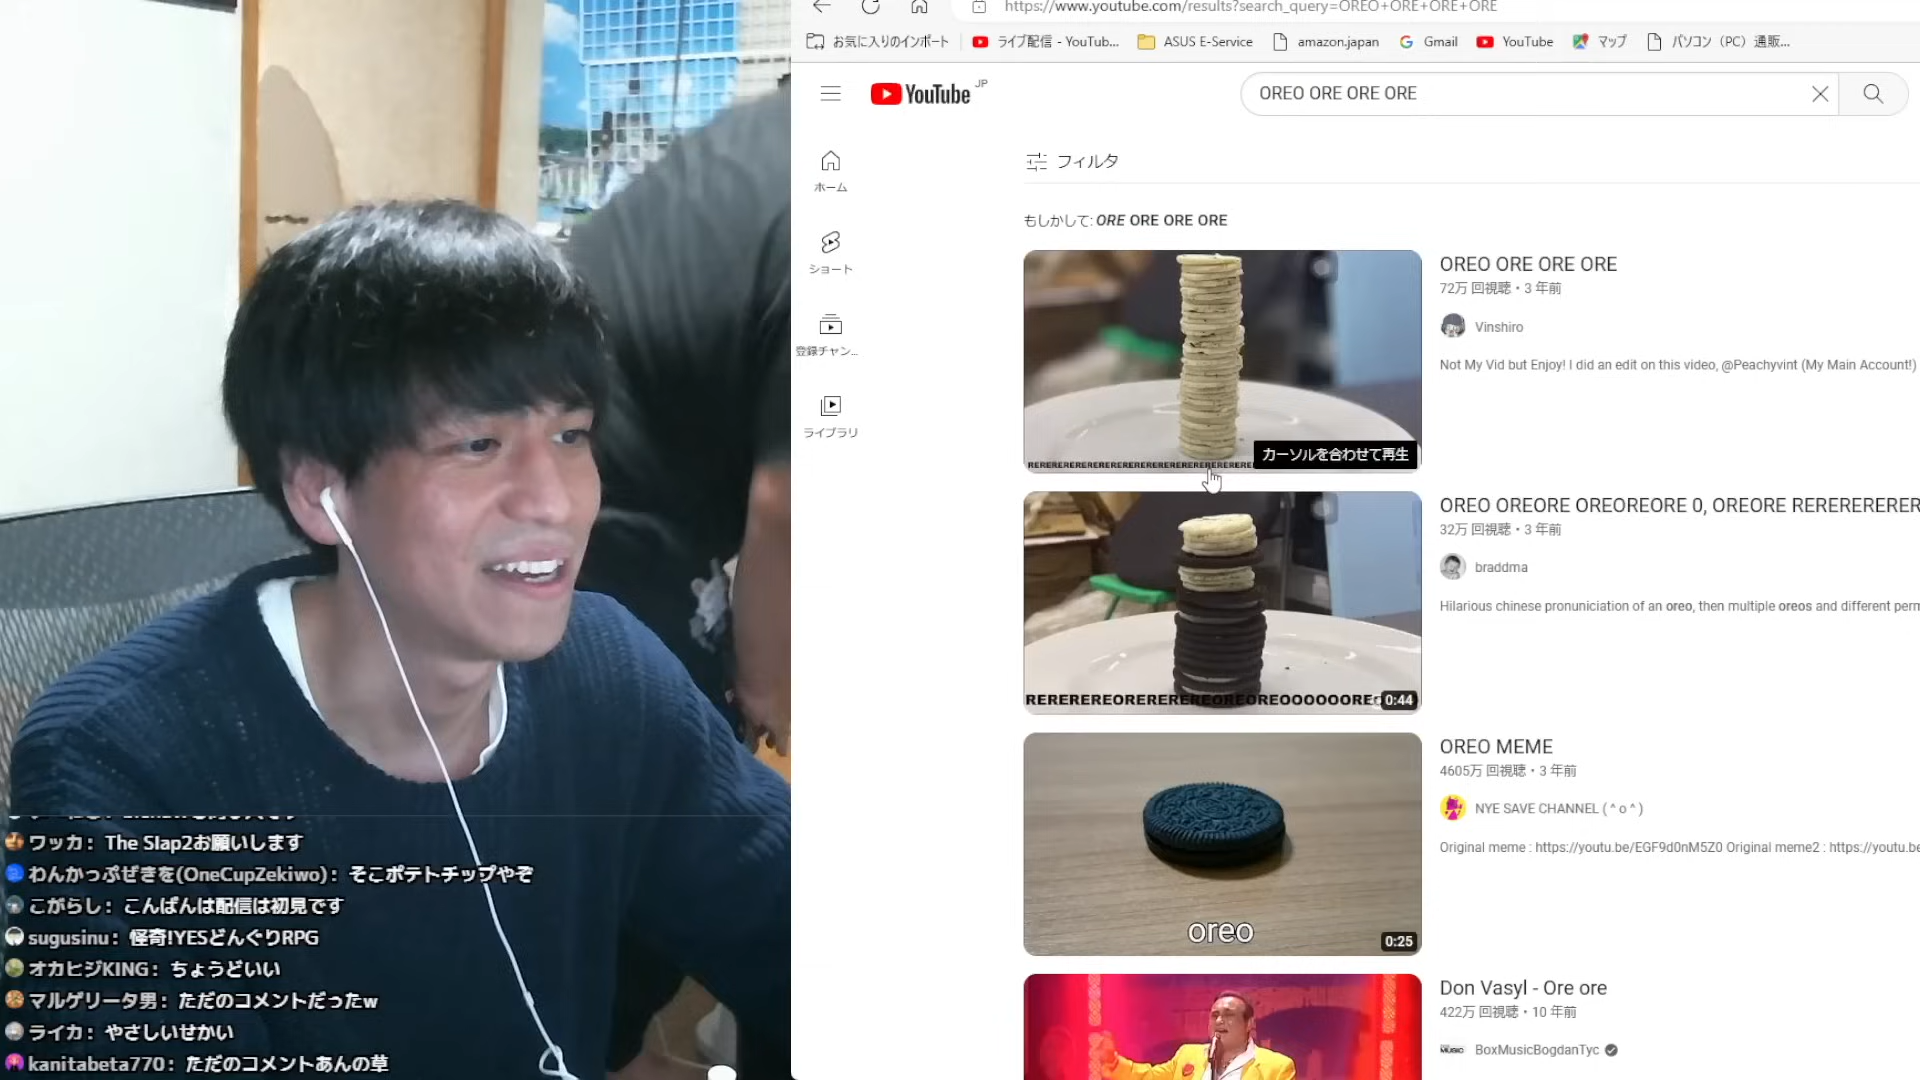 https://www.youtube.com/results?search_query=OREO+ORE+ORE+ORE
お気に入りのインポート
ライブ配信 - YouTub...
ASUS E-Service
amazon.japan
Gmail
YouTube
マップ
パソコン（PC）通販...
YouTube JP
OREO ORE ORE ORE
ホーム
ショート
登録チャン...
ライブラリ
フィルタ
もしかして: ORE ORE ORE ORE
カーソルを合わせて再生
OREO ORE ORE ORE
72万 回視聴・3 年前
Vinshiro
Not My Vid but Enjoy! I did an edit on this video, @Peachyvint (My Main Account!)
REREREREOREREREREOREOREOOOOOORE
0:44
OREO OREORE OREOREORE 0, OREORE RERERERERER
32万 回視聴・3 年前
braddma
Hilarious chinese pronuniciation of an oreo, then multiple oreos and different perm
oreo
0:25
OREO MEME
4605万 回視聴・3 年前
NYE SAVE CHANNEL ( ^ o ^ )
Original meme : https://youtu.be/EGF9d0nM5Z0 Original meme2 : https://youtu.be
Don Vasyl - Ore ore
422万 回視聴・10 年前
MUSIC
BoxMusicBogdanTyc
ワッカ： The Slap2お願いします
わんかっぷぜきを(OneCupZekiwo)： そこポテトチップやぞ
こがらし： こんばんは配信は初見です
sugusinu： 怪奇!YESどんぐりRPG
オカヒジKING： ちょうどいい
マルゲリータ男： ただのコメントだったw
ライカ： やさしいせかい
kanitabeta770： ただのコメントあんの草